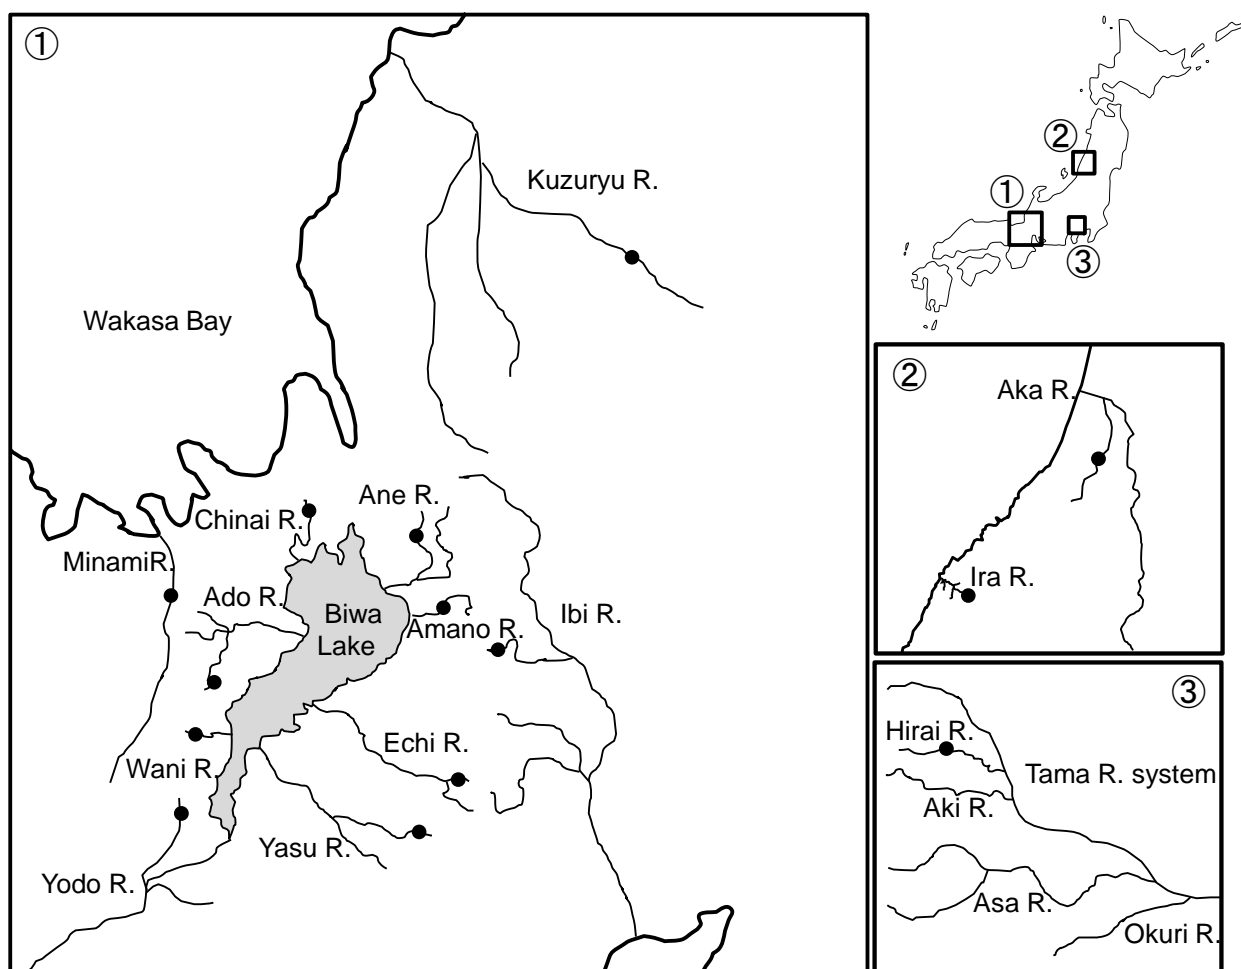 ①
Kuzuryu R.
Wakasa Bay
Ane R.
Chinai R.
MinamiR.
Ado R.
Biwa
Lake
Amano R.
Ibi R.
Wani R.
Echi R.
Yasu R.
Yodo R.
②
①
③
②
Aka R.
Ira R.
③
Hirai R.
Tama R. system
Aki R.
Asa R.
Okuri R.